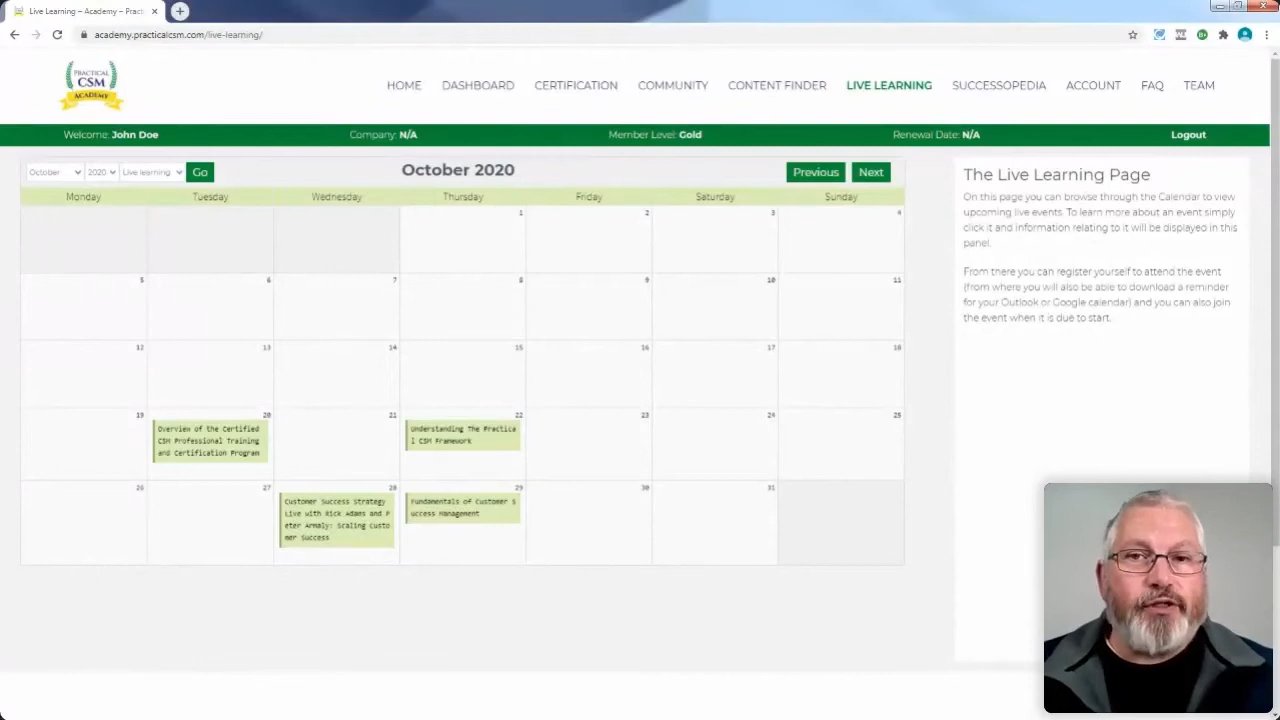 Live Learning – Academy - Practi
academy.practicalcsm.com/live-learning/
PRACTICAL
CSM
ACADEMY
HOME DASHBOARD CERTIFICATION COMMUNITY CONTENT FINDER LIVE LEARNING SUCCESSOPEDIA ACCOUNT FAQ TEAM
Welcome: John Doe Company: N/A Member Level: Gold Renewal Date: N/A Logout
October 2020 Live learning Go October 2020 Previous Next
Monday Tuesday Wednesday Thursday Friday Saturday Sunday
1 2 3 4
5 6 7 8 9 10 11
12 13 14 15 16 17 18
19 20 21 22 23 24 25
Overview of the Certified
CSM Professional Training
and Certification Program
Understanding The Practica
l CSM Framework
26 27 28 29 30 31
Customer Success Strategy
Live with Rick Adams and P
eter Armaly: Scaling Custo
mer Success
Fundamentals of Customer S
uccess Management
The Live Learning Page
On this page you can browse through the Calendar to view
upcoming live events. To learn more about an event simply
click it and information relating to it will be displayed in this
panel.
From there you can register yourself to attend the event
(from where you will also be able to download a reminder
for your Outlook or Google calendar) and you can also join
the event when it is due to start.